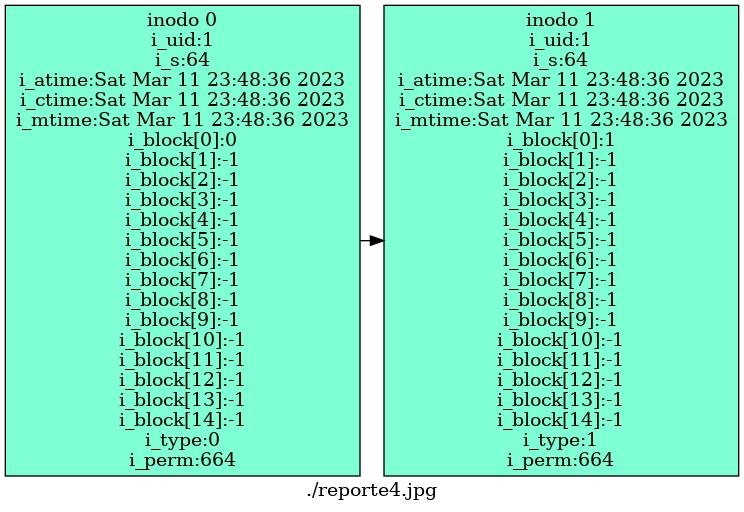 inodo 0
i_uid:1
i_s:64
i_atime:Sat Mar 11 23:48:36 2023
i_ctime:Sat Mar 11 23:48:36 2023
i_mtime:Sat Mar 11 23:48:36 2023
i_block[0]:0
i_block[1]:-1
i_block[2]:-1
i_block[3]:-1
i_block[4]:-1
i_block[5]:-1
i_block[6]:-1
i_block[7]:-1
i_block[8]:-1
i_block[9]:-1
i_block[10]:-1
i_block[11]:-1
i_block[12]:-1
i_block[13]:-1
i_block[14]:-1
i_type:0
i_perm:664
inodo 1
i_uid:1
i_s:64
i_atime:Sat Mar 11 23:48:36 2023
i_ctime:Sat Mar 11 23:48:36 2023
i_mtime:Sat Mar 11 23:48:36 2023
i_block[0]:1
i_block[1]:-1
i_block[2]:-1
i_block[3]:-1
i_block[4]:-1
i_block[5]:-1
i_block[6]:-1
i_block[7]:-1
i_block[8]:-1
i_block[9]:-1
i_block[10]:-1
i_block[11]:-1
i_block[12]:-1
i_block[13]:-1
i_block[14]:-1
i_type:1
i_perm:664
./reporte4.jpg